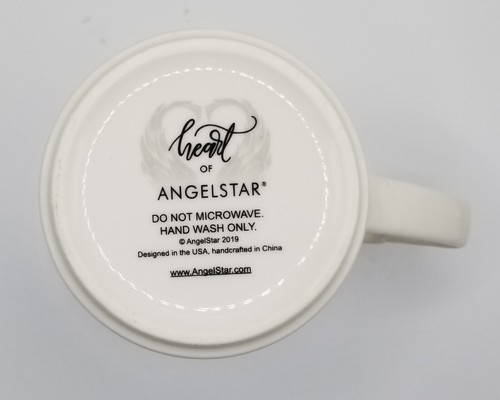 heart
OF
ANGELSTAR®
DO NOT MICROWAVE.
HAND WASH ONLY.
© AngelStar 2019
Designed in the USA, handcrafted in China
www.AngelStar.com